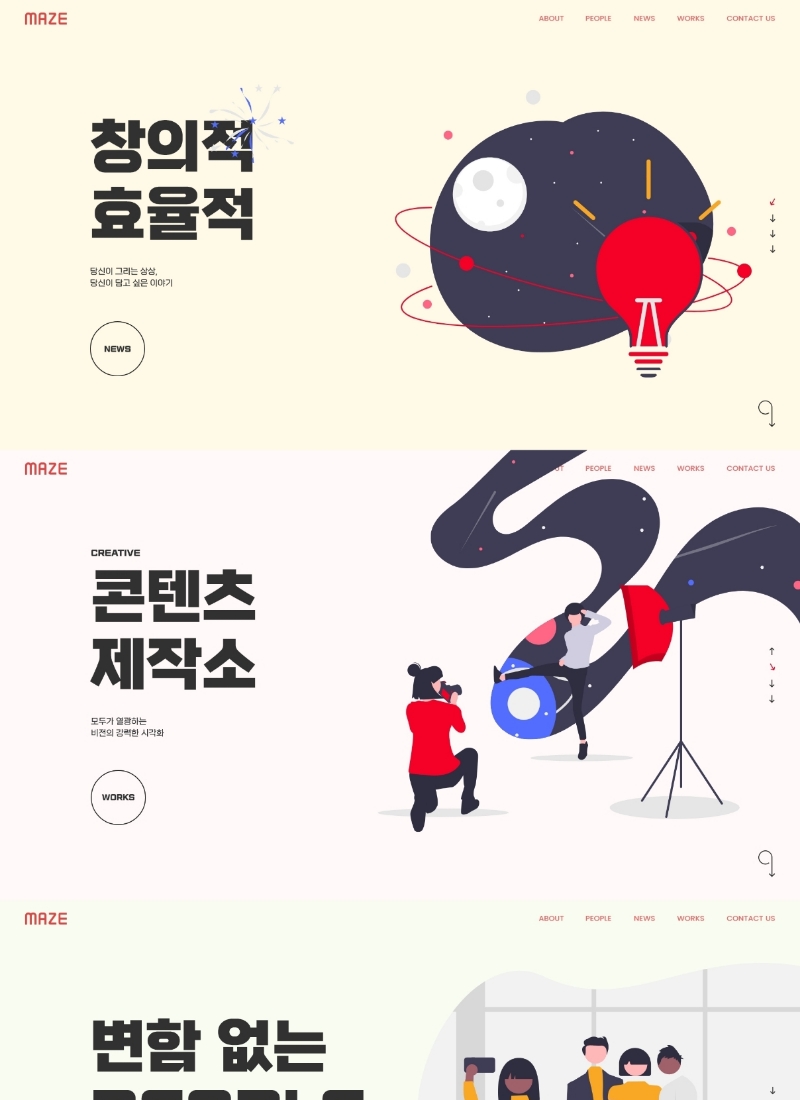 MAZE
ABOUT PEOPLE NEWS WORKS CONTACT US
창의적
효율적
당신이 그리는 상상,
당신이 담고 싶은 이야기
NEWS
MAZE
PEOPLE NEWS WORKS CONTACT US
CREATIVE
콘텐츠
제작소
모두가 열광하는
비전의 강력한 시각화
WORKS
MAZE
ABOUT PEOPLE NEWS WORKS CONTACT US
변함 없는